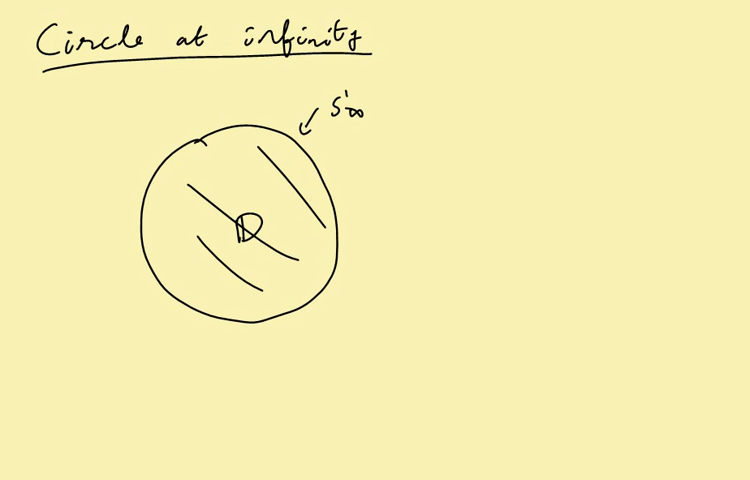 Circle at infinity
S¹∞
D